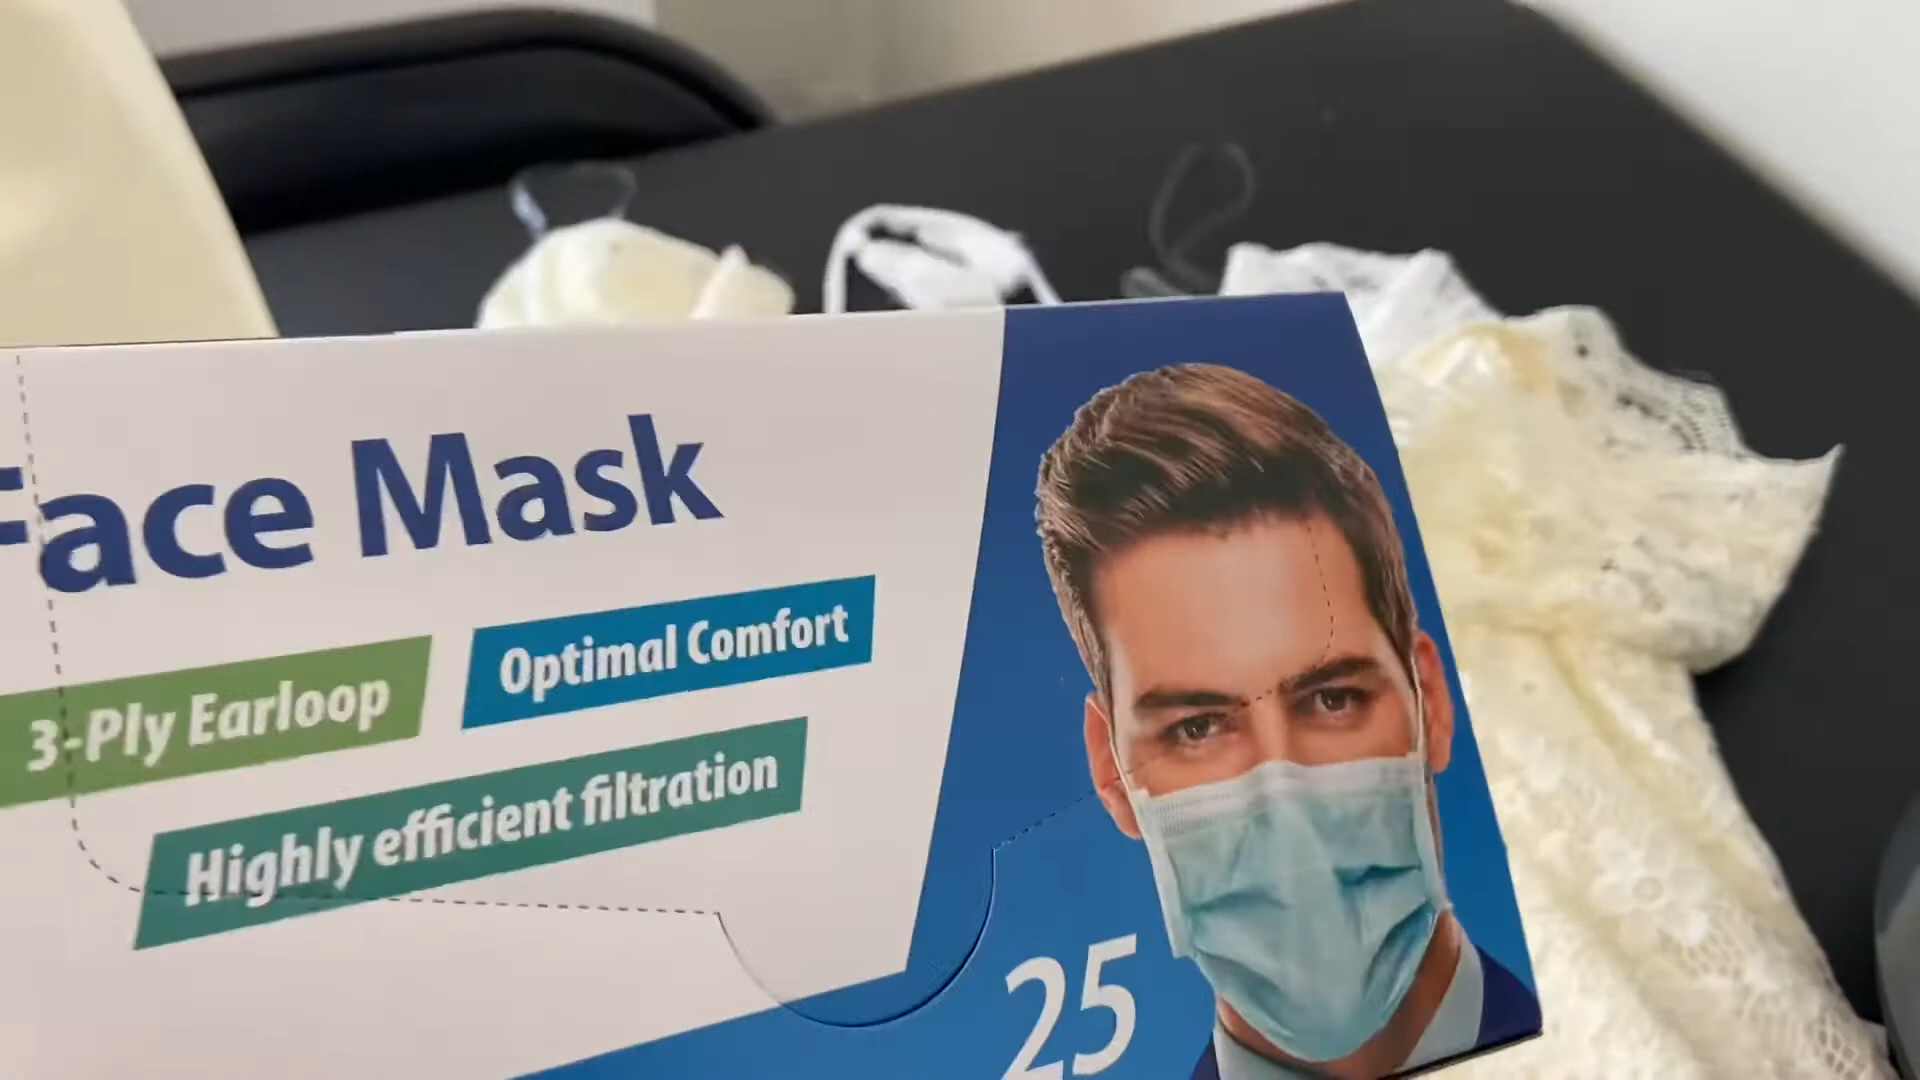 Face Mask
3-Ply Earloop
Optimal Comfort
Highly efficient filtration
25